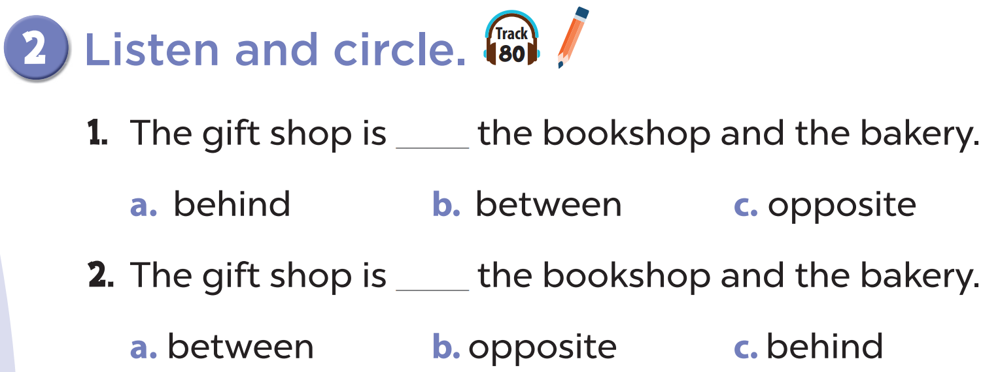 2 Listen and circle. Track 80
1. The gift shop is _____ the bookshop and the bakery.
a. behind b. between c. opposite
2. The gift shop is _____ the bookshop and the bakery.
a. between b. opposite c. behind